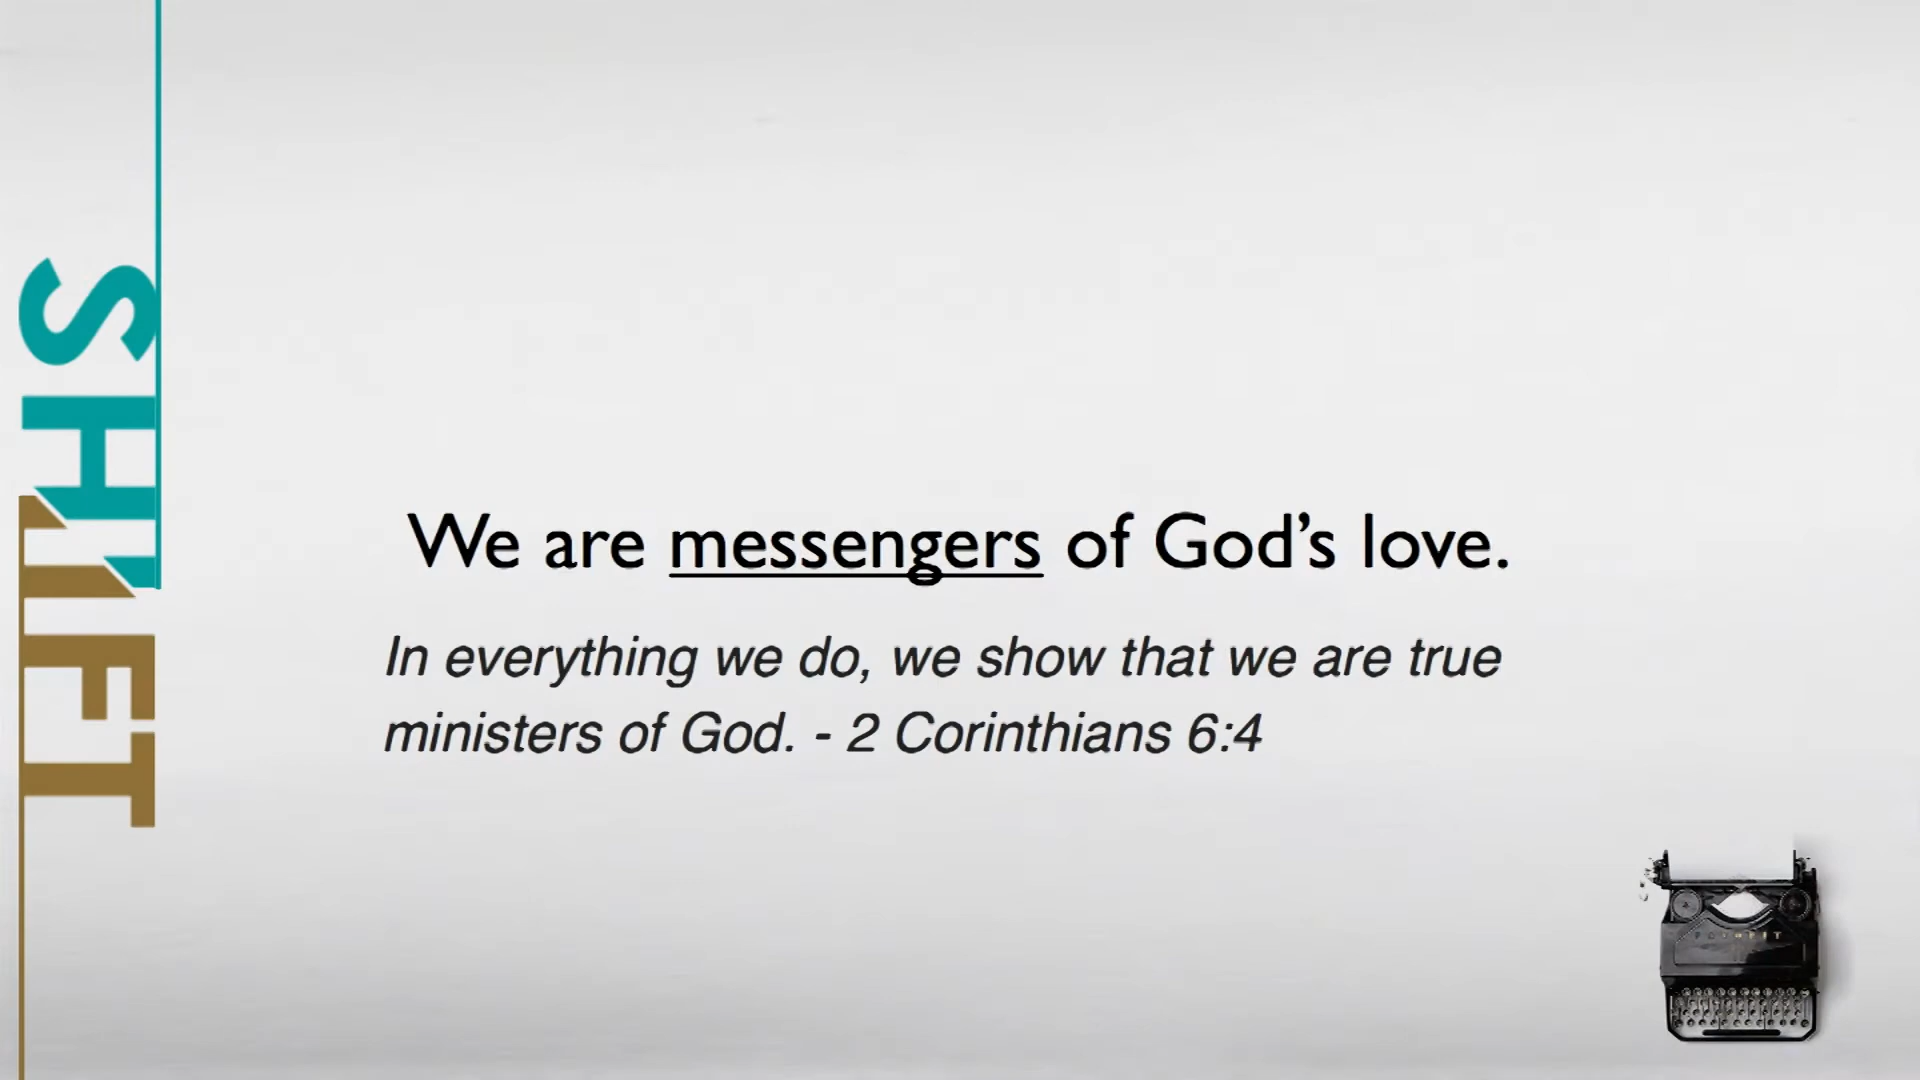 SHIFT
We are messengers of God’s love.
In everything we do, we show that we are true
ministers of God. - 2 Corinthians 6:4